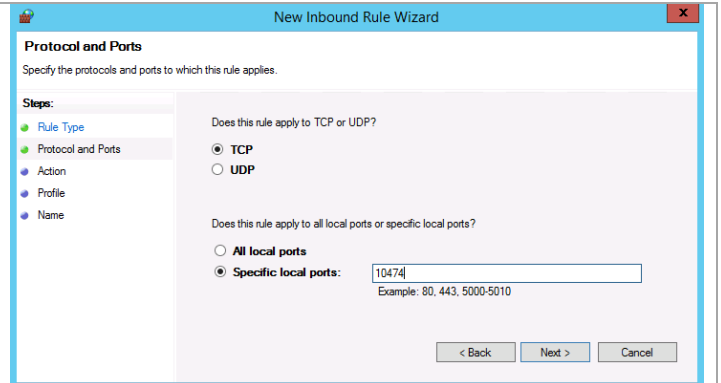 New Inbound Rule Wizard
x
Protocol and Ports
Specify the protocols and ports to which this rule applies.
Steps:
Rule Type
Protocol and Ports
Action
Profile
Name
Does this rule apply to TCP or UDP?
TCP
UDP
Does this rule apply to all local ports or specific local ports?
All local ports
Specific local ports: 10474
Example: 80, 443, 5000-5010
< Back Next > Cancel